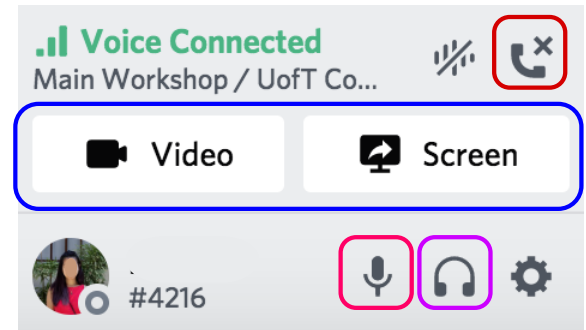 Voice Connected
Main Workshop / UofT Co...
Video
Screen
#4216